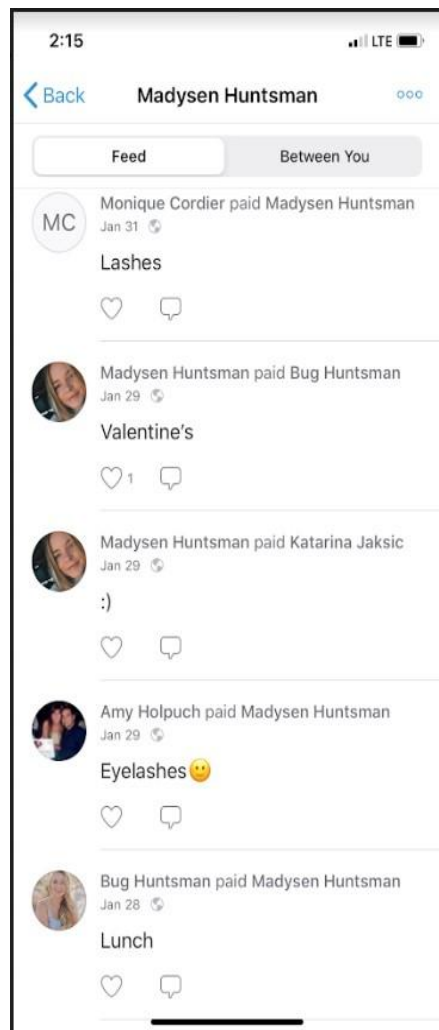 2:15 LTE
Back Madysen Huntsman
Feed Between You
MC
Monique Cordier paid Madysen Huntsman
Jan 31
Lashes
Madysen Huntsman paid Bug Huntsman
Jan 29
Valentine's
1
Madysen Huntsman paid Katarina Jaksic
Jan 29
:)
Amy Holpuch paid Madysen Huntsman
Jan 29
Eyelashes🙂
Bug Huntsman paid Madysen Huntsman
Jan 28
Lunch